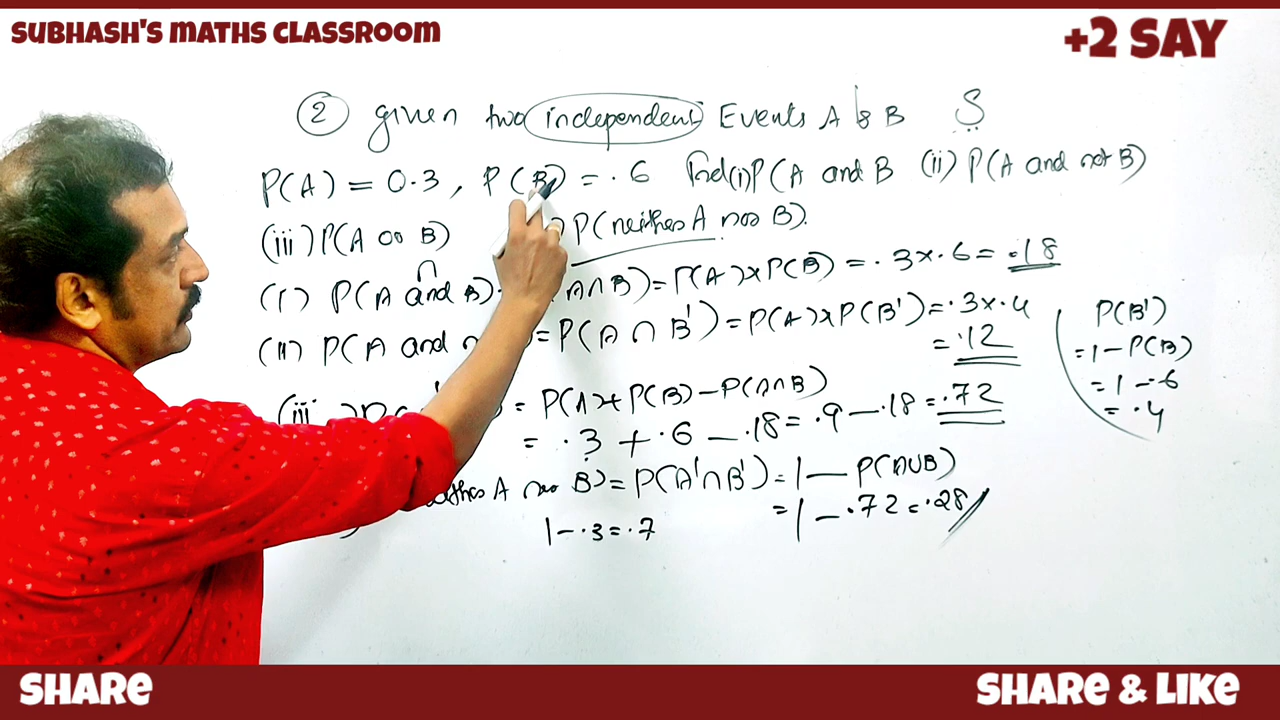 SUBHASH'S MATHS CLASSROOM
+2 SAY
② given two independent Events A & B S
P(A) = 0.3, P(B) = .6 Find (i) P(A and B (ii) P(A and not B)
(iii) P(A or B) P(neither A nor B).
(I) P(A and B) ∩ A∩B) = P(A) x P(B) = .3 x .6 = .18
(II) P(A and = P(A ∩ B') = P(A) x P(B') = .3 x .4
= .12
(iii = P(A) + P(B) - P(A∩B)
= .3 + .6 - .18 = .9 - .18 = .72
A nor B) = P(A' ∩ B') = 1 - P(A∪B)
= 1 - .72 = .28
1 - .3 = .7
P(B')
= 1 - P(B)
= 1 - .6
= .4
SHARE
SHARE & LIKE